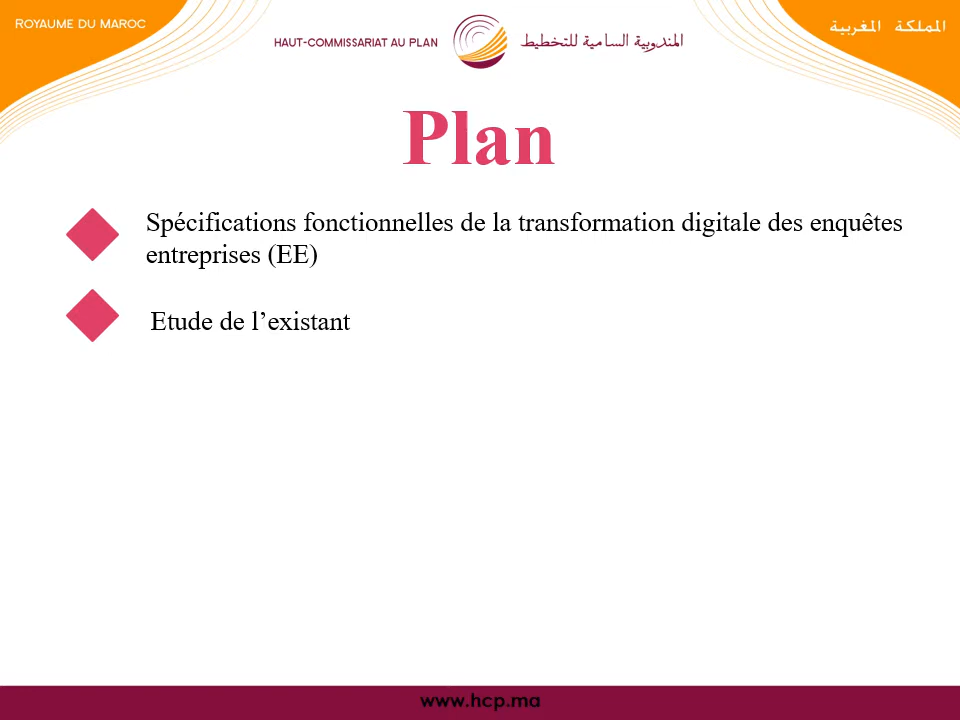 ROYAUME DU MAROC
المملكة المغربية
HAUT-COMMISSARIAT AU PLAN
المندوبية السامية للتخطيط
Plan
Spécifications fonctionnelles de la transformation digitale des enquêtes
entreprises (EE)
Etude de l’existant
www.hcp.ma